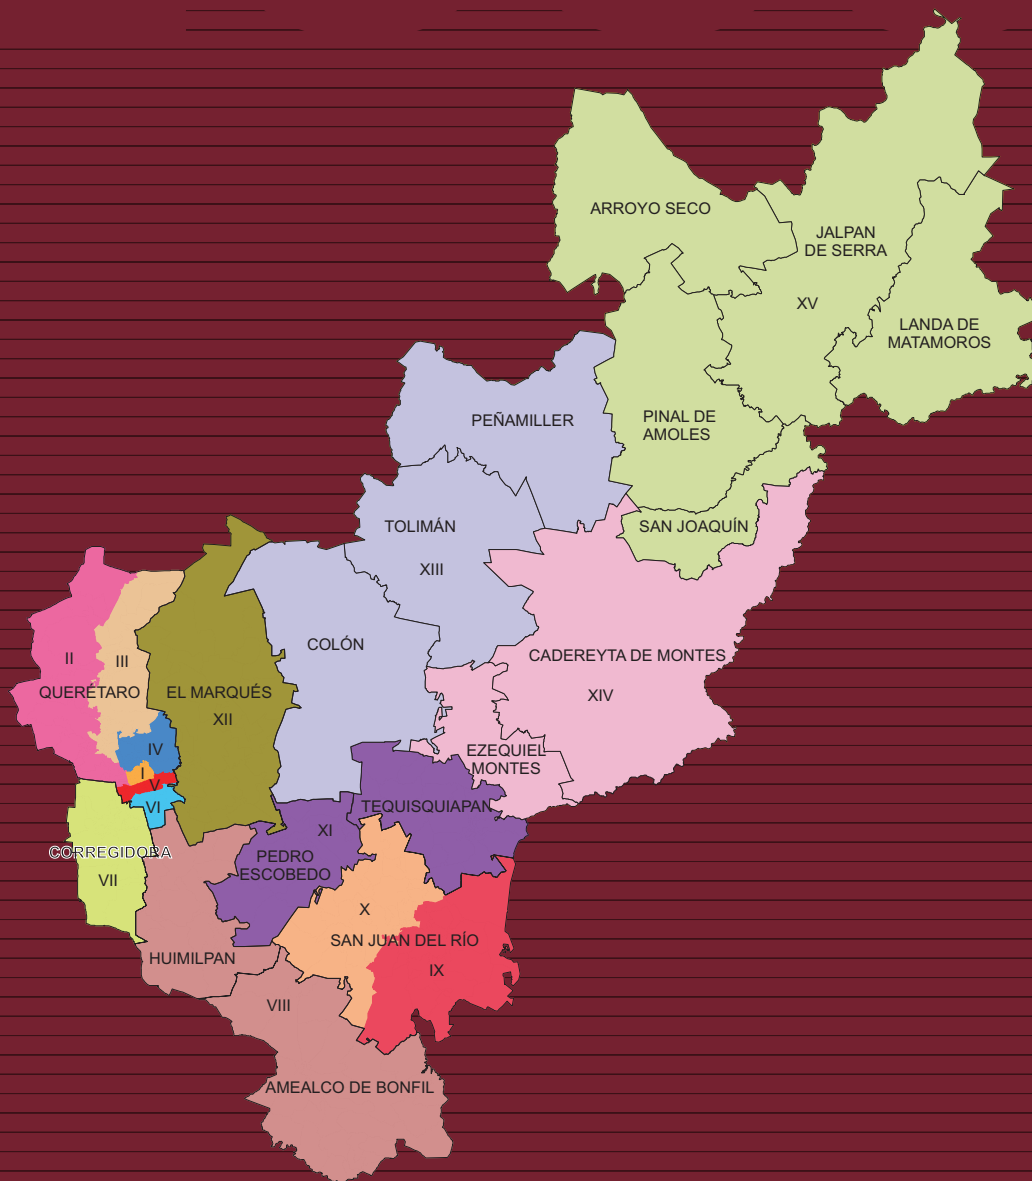 ARROYO SECO
JALPAN
DE SERRA
XV
LANDA DE
MATAMOROS
PEÑAMILLER
PINAL DE
AMOLES
TOLIMÁN
SAN JOAQUÍN
XIII
COLÓN
CADEREYTA DE MONTES
II
III
QUERÉTARO
EL MARQUÉS
XIV
XII
IV
EZEQUIEL
MONTES
I
V
VI
TEQUISQUIAPAN
XI
CORREGIDORA
PEDRO
ESCOBEDO
VII
X
SAN JUAN DEL RÍO
HUIMILPAN
IX
VIII
AMEALCO DE BONFIL